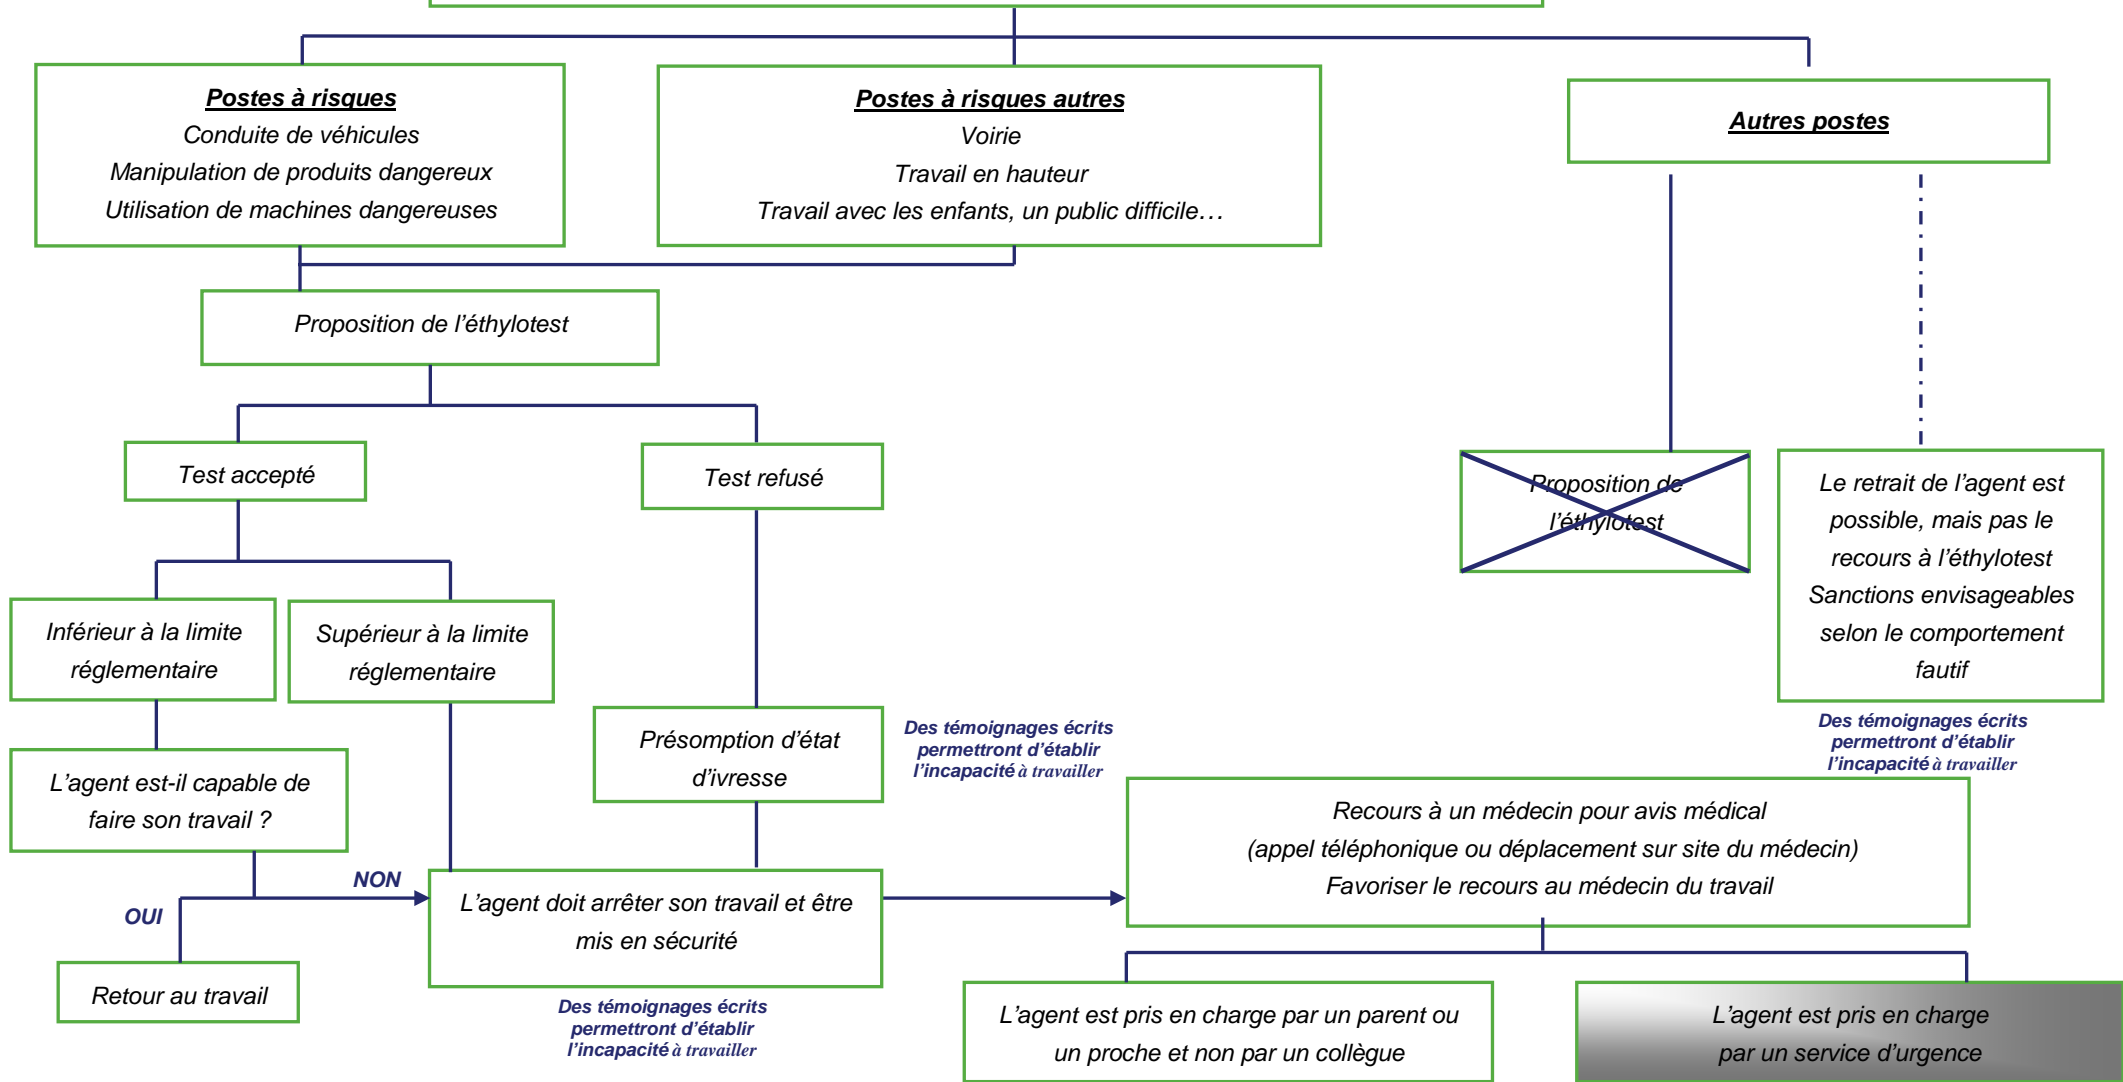 Postes à risques
Conduite de véhicules
Manipulation de produits dangereux
Utilisation de machines dangereuses
Postes à risques autres
Voirie
Travail en hauteur
Travail avec les enfants, un public difficile…
Autres postes
Proposition de l’éthylotest
Test accepté
Test refusé
Proposition de
l’éthylotest
Le retrait de l’agent est
possible, mais pas le
recours à l’éthylotest
Sanctions envisageables
selon le comportement
fautif
Inférieur à la limite
réglementaire
Supérieur à la limite
réglementaire
Présomption d’état
d’ivresse
Des témoignages écrits
permettront d’établir
l’incapacité à travailler
Des témoignages écrits
permettront d’établir
l’incapacité à travailler
L’agent est-il capable de
faire son travail ?
Recours à un médecin pour avis médical
(appel téléphonique ou déplacement sur site du médecin)
Favoriser le recours au médecin du travail
NON
OUI
L’agent doit arrêter son travail et être
mis en sécurité
Retour au travail
Des témoignages écrits
permettront d’établir
l’incapacité à travailler
L’agent est pris en charge par un parent ou
un proche et non par un collègue
L’agent est pris en charge
par un service d’urgence